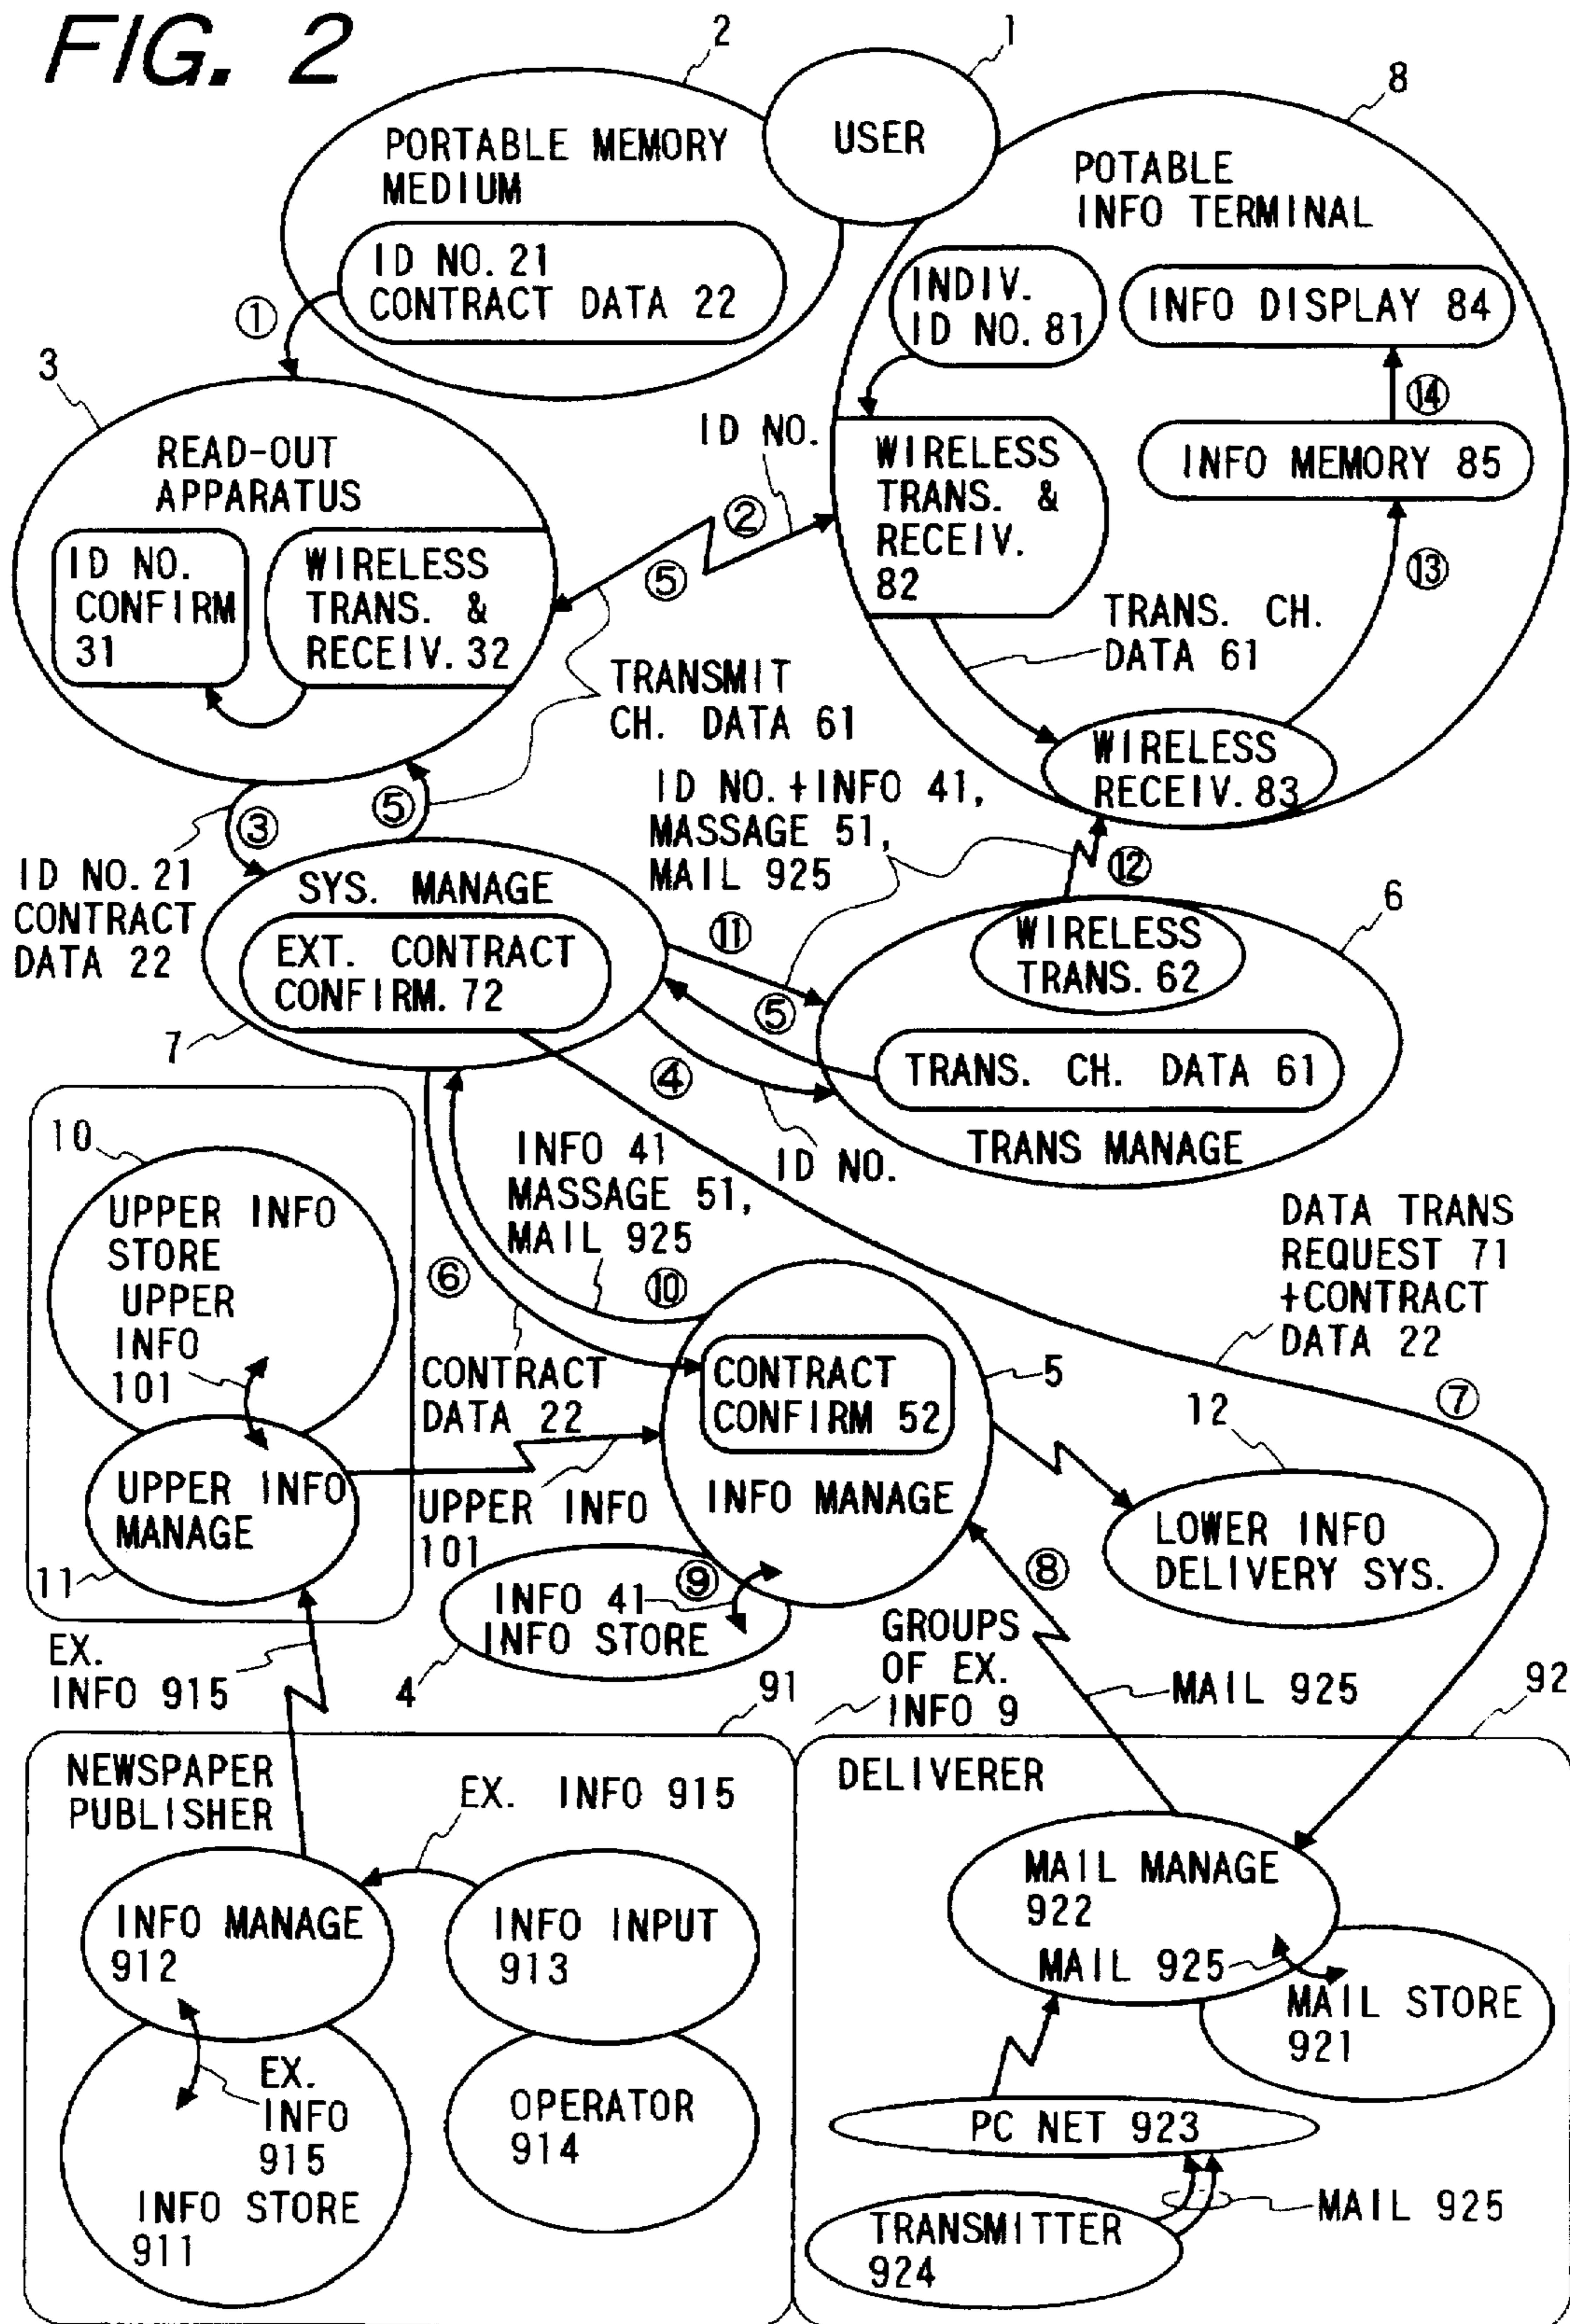 FIG. 2
2
1
8
USER
PORTABLE MEMORY
MEDIUM
ID NO. 21
CONTRACT DATA 22
POTABLE
INFO TERMINAL
INDIV.
ID NO. 81
INFO DISPLAY 84
①
3
⑭
ID NO.
READ-OUT
APPARATUS
WIRELESS
TRANS. &
RECEIV.
82
INFO MEMORY 85
②
⑤
⑬
ID NO.
CONFIRM
31
WIRELESS
TRANS. &
RECEIV. 32
TRANS. CH.
DATA 61
TRANSMIT
CH. DATA 61
WIRELESS
RECEIV. 83
③
⑤
ID NO. +INFO 41,
MASSAGE 51,
MAIL 925
⑫
ID NO. 21
CONTRACT
DATA 22
SYS. MANAGE
EXT. CONTRACT
CONFIRM. 72
7
⑪
⑤
④
6
WIRELESS
TRANS. 62
TRANS. CH. DATA 61
TRANS MANAGE
ID NO.
10
UPPER INFO
STORE
UPPER
INFO
101
INFO 41
MASSAGE 51,
MAIL 925
⑥
⑩
DATA TRANS
REQUEST 71
+CONTRACT
DATA 22
⑦
CONTRACT
DATA 22
CONTRACT
CONFIRM 52
5
12
UPPER INFO
MANAGE
11
UPPER INFO
101
INFO MANAGE
LOWER INFO
DELIVERY SYS.
⑧
⑨
INFO 41
INFO STORE
4
EX.
INFO 915
GROUPS
OF EX.
INFO 9
MAIL 925
91
92
NEWSPAPER
PUBLISHER
EX. INFO 915
DELIVERER
INFO MANAGE
912
INFO INPUT
913
MAIL MANAGE
922
MAIL 925
MAIL STORE
921
EX.
INFO
915
INFO STORE
911
OPERATOR
914
PC NET 923
TRANSMITTER
924
MAIL 925